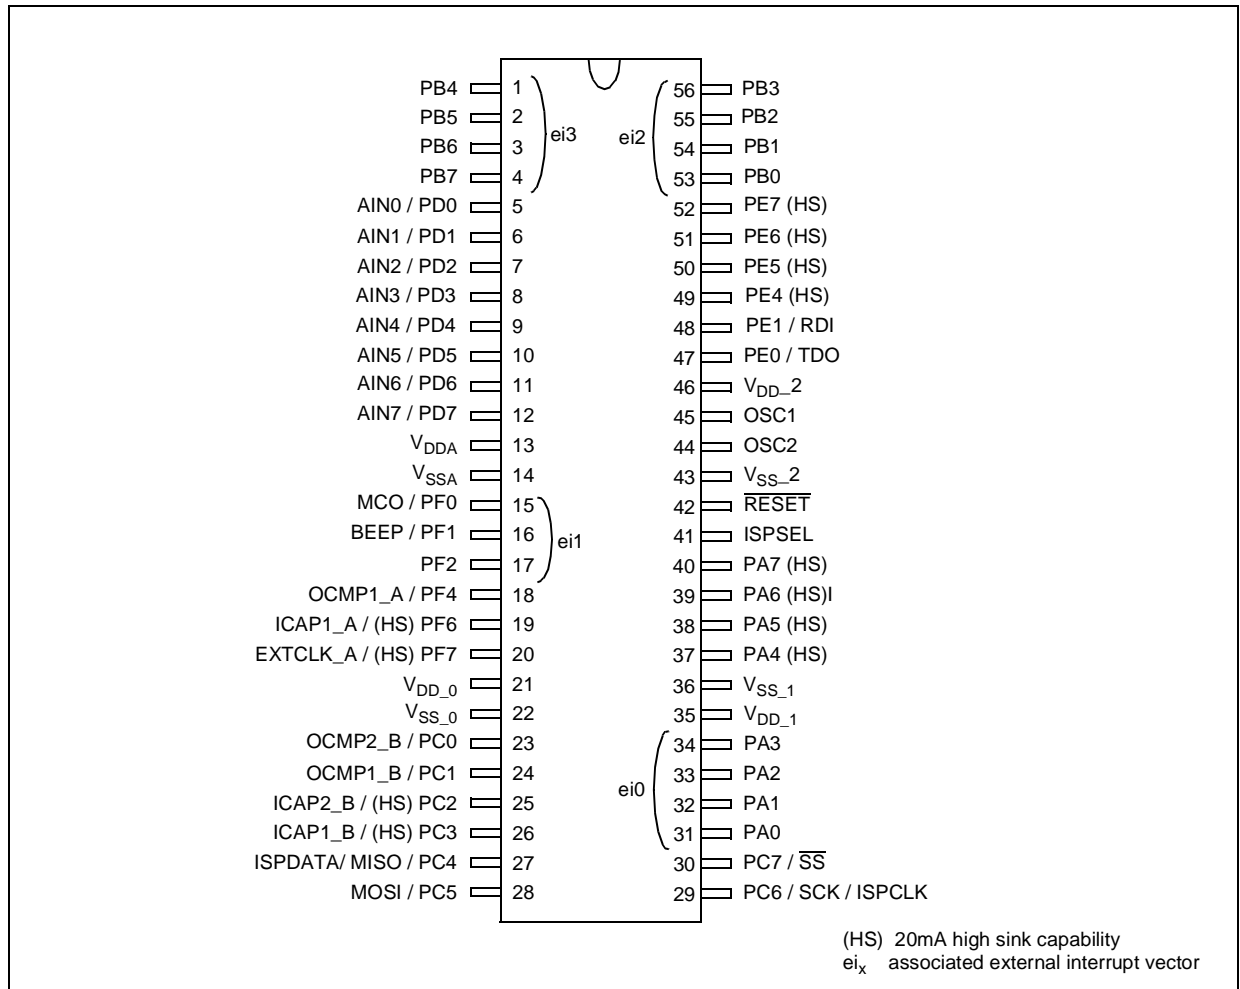 PB4 1 56 PB3
PB5 2 55 PB2
ei3 ei2
PB6 3 54 PB1
PB7 4 53 PB0
AIN0 / PD0 5 52 PE7 (HS)
AIN1 / PD1 6 51 PE6 (HS)
AIN2 / PD2 7 50 PE5 (HS)
AIN3 / PD3 8 49 PE4 (HS)
AIN4 / PD4 9 48 PE1 / RDI
AIN5 / PD5 10 47 PE0 / TDO
AIN6 / PD6 11 46 VDD_2
AIN7 / PD7 12 45 OSC1
VDDA 13 44 OSC2
VSSA 14 43 VSS_2
MCO / PF0 15 42 RESET
BEEP / PF1 16 41 ISPSEL
ei1
PF2 17 40 PA7 (HS)
OCMP1_A / PF4 18 39 PA6 (HS)I
ICAP1_A / (HS) PF6 19 38 PA5 (HS)
EXTCLK_A / (HS) PF7 20 37 PA4 (HS)
VDD_0 21 36 VSS_1
VSS_0 22 35 VDD_1
OCMP2_B / PC0 23 34 PA3
OCMP1_B / PC1 24 33 PA2
ei0
ICAP2_B / (HS) PC2 25 32 PA1
ICAP1_B / (HS) PC3 26 31 PA0
ISPDATA/ MISO / PC4 27 30 PC7 / SS
MOSI / PC5 28 29 PC6 / SCK / ISPCLK
(HS) 20mA high sink capability
eix associated external interrupt vector